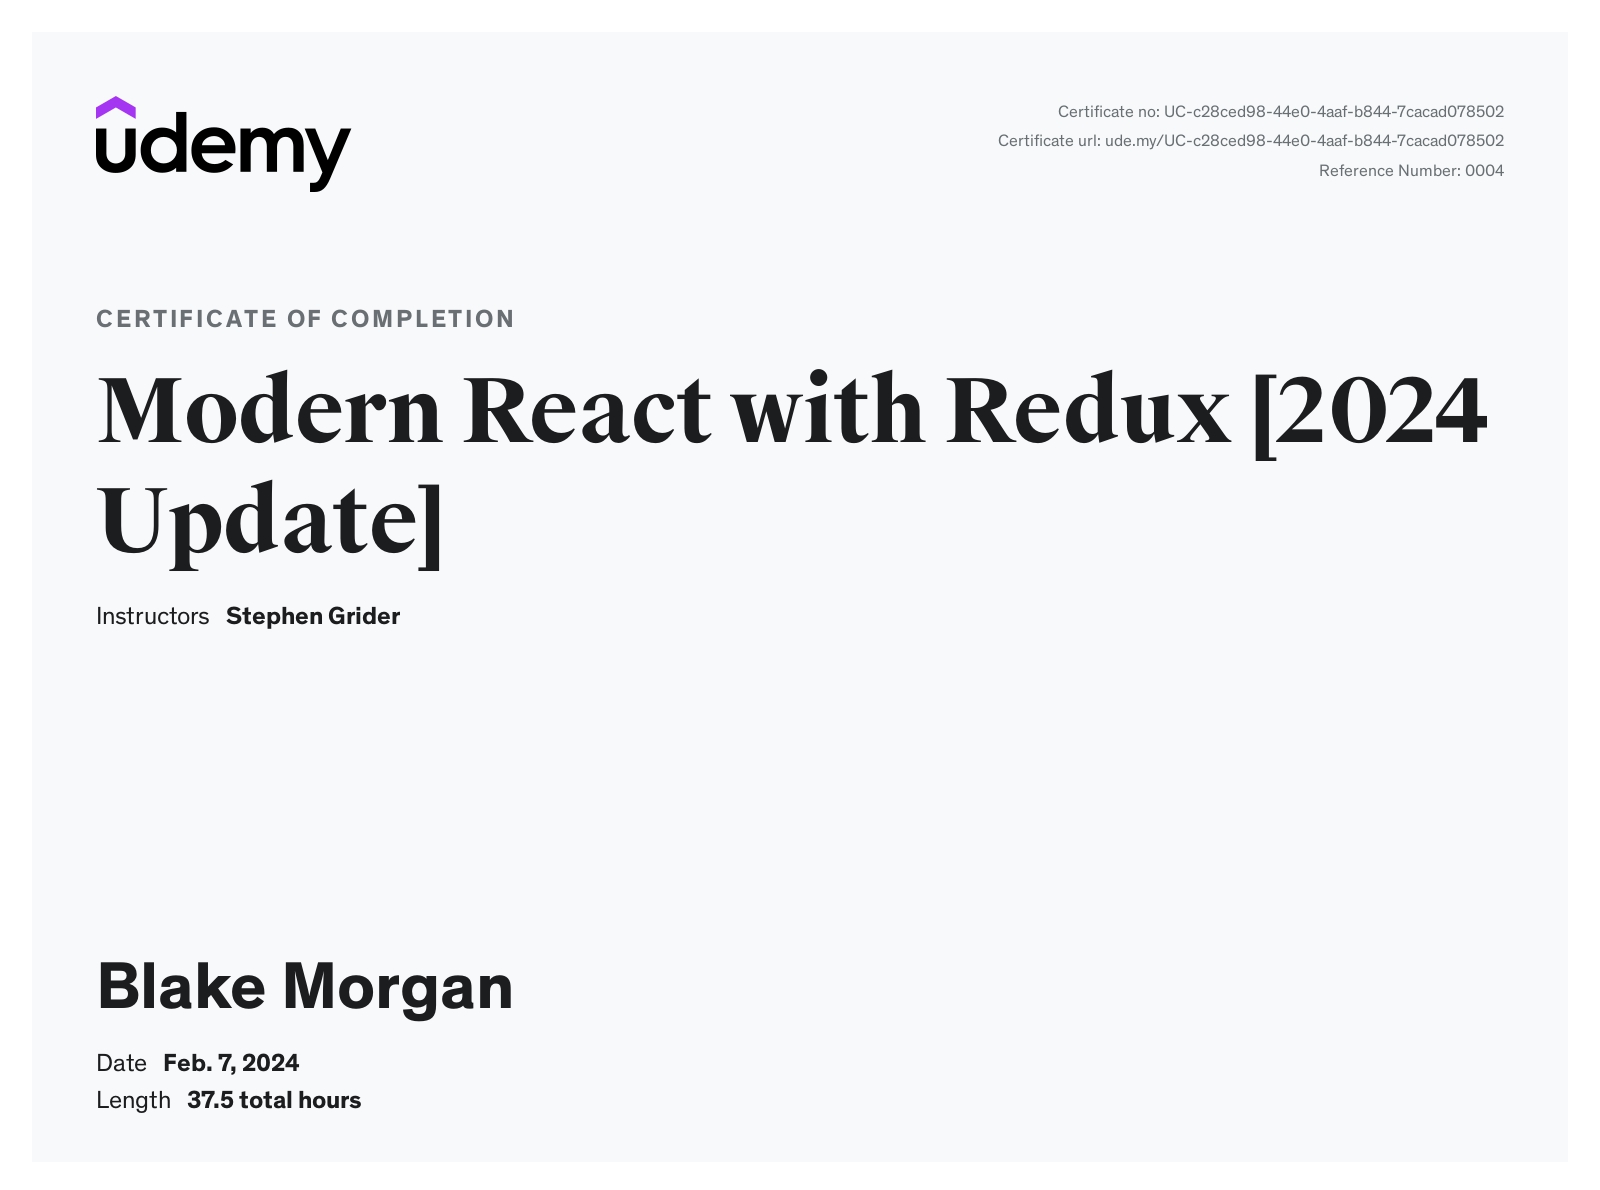 udemy
Certificate no: UC-c28ced98-44e0-4aaf-b844-7cacad078502
Certificate url: ude.my/UC-c28ced98-44e0-4aaf-b844-7cacad078502
Reference Number: 0004
CERTIFICATE OF COMPLETION
Modern React with Redux [2024
Update]
Instructors Stephen Grider
Blake Morgan
Date Feb. 7, 2024
Length 37.5 total hours